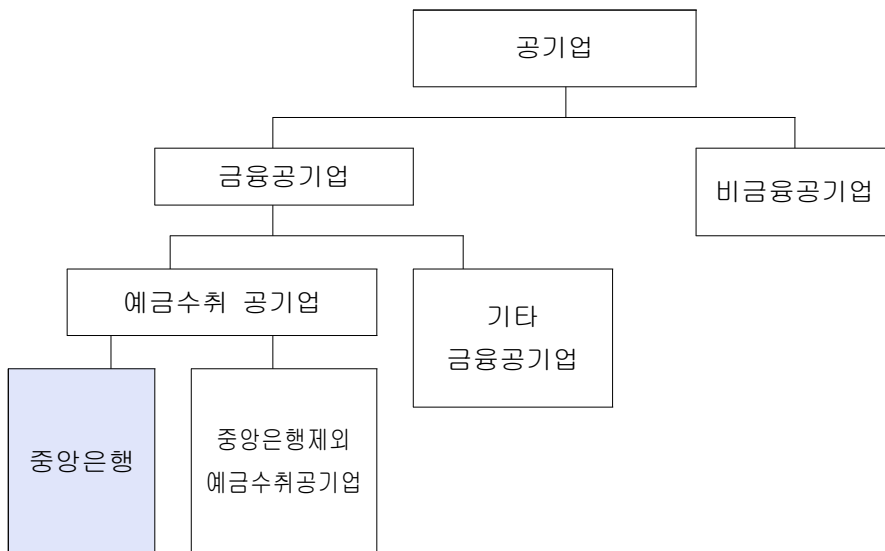 공기업
금융공기업
비금융공기업
예금수취 공기업
기타
금융공기업
중앙은행
중앙은행제외
예금수취공기업